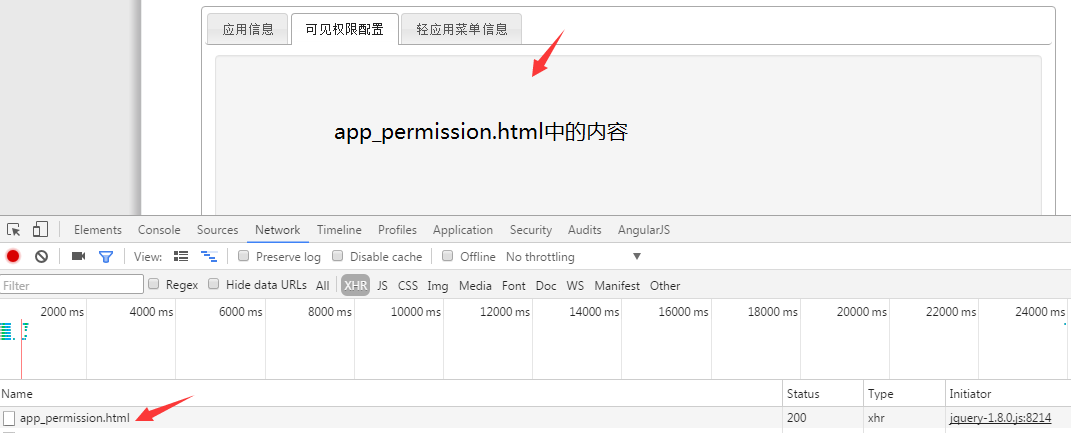 应用信息 可见权限配置 轻应用菜单信息
app_permission.html中的内容
Elements Console Sources Network Timeline Profiles Application Security Audits AngularJS
View: Preserve log Disable cache Offline No throttling
Filter Regex Hide data URLs All XHR JS CSS Img Media Font Doc WS Manifest Other
2000 ms 4000 ms 6000 ms 8000 ms 10000 ms 12000 ms 14000 ms 16000 ms 18000 ms 20000 ms 22000 ms 24000 ms
Name Status Type Initiator
app_permission.html 200 xhr jquery-1.8.0.js:8214